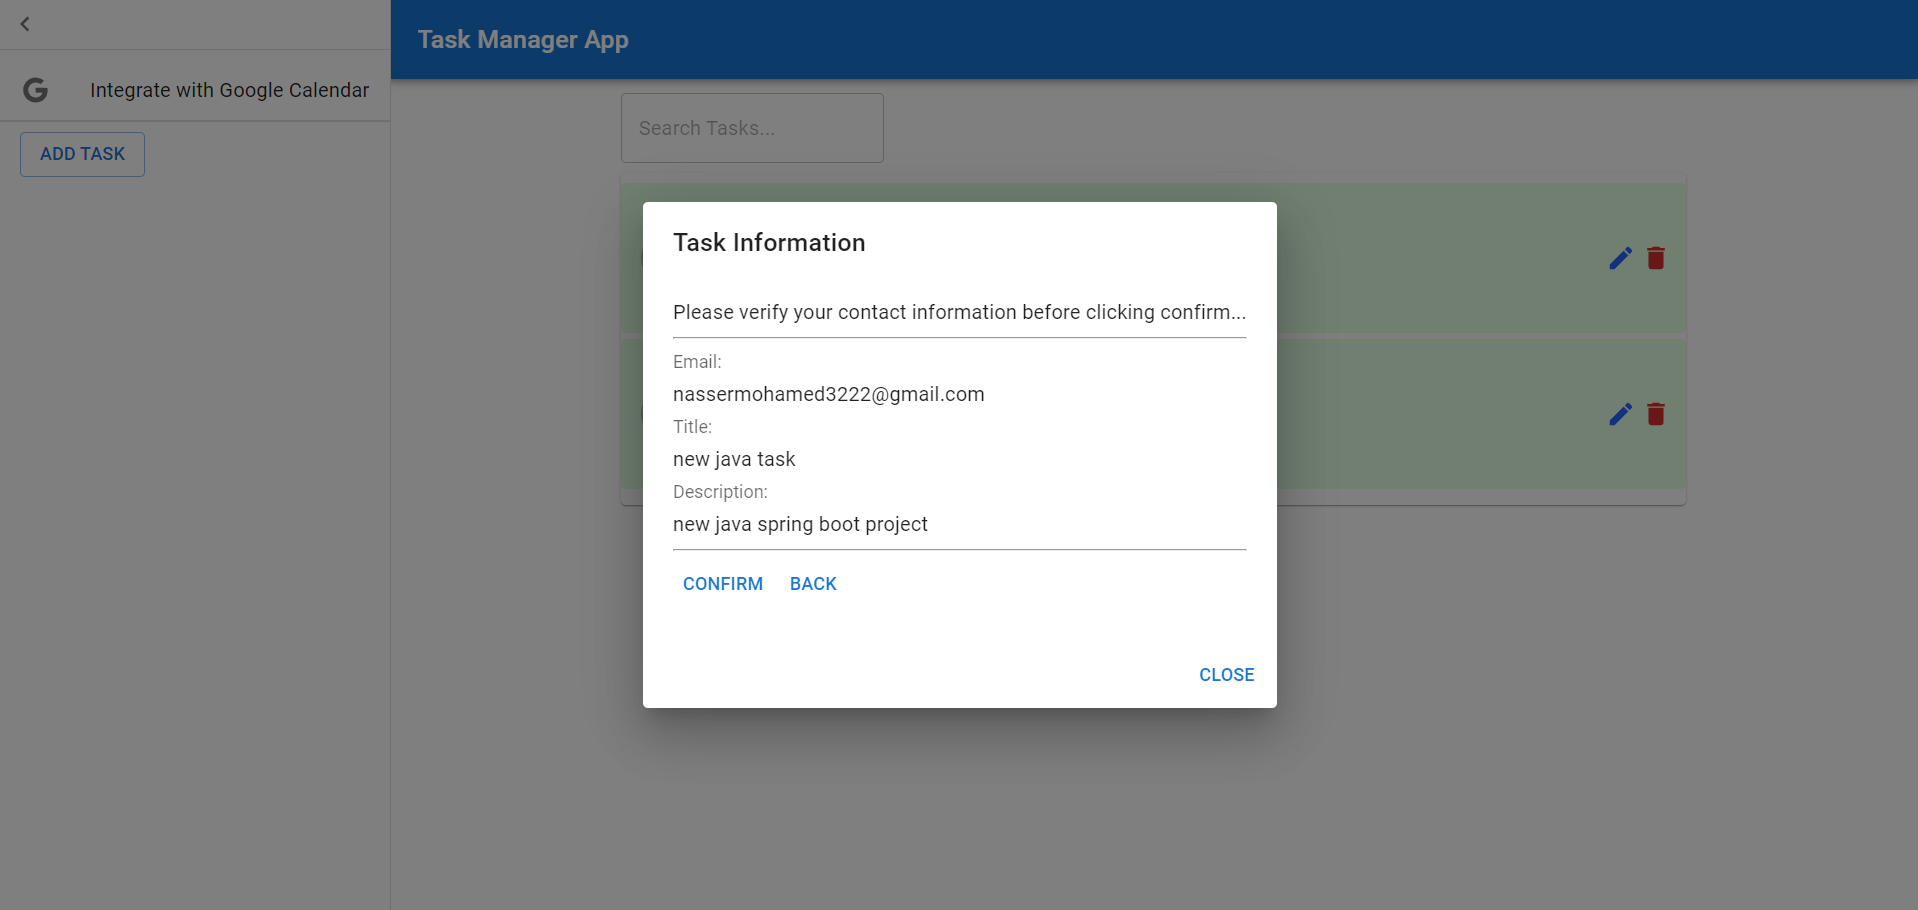 Task Manager App
Integrate with Google Calendar
ADD TASK
Search Tasks...
Task Information
Please verify your contact information before clicking confirm...
Email:
nassermohamed3222@gmail.com
Title:
new java task
Description:
new java spring boot project
CONFIRM BACK
CLOSE